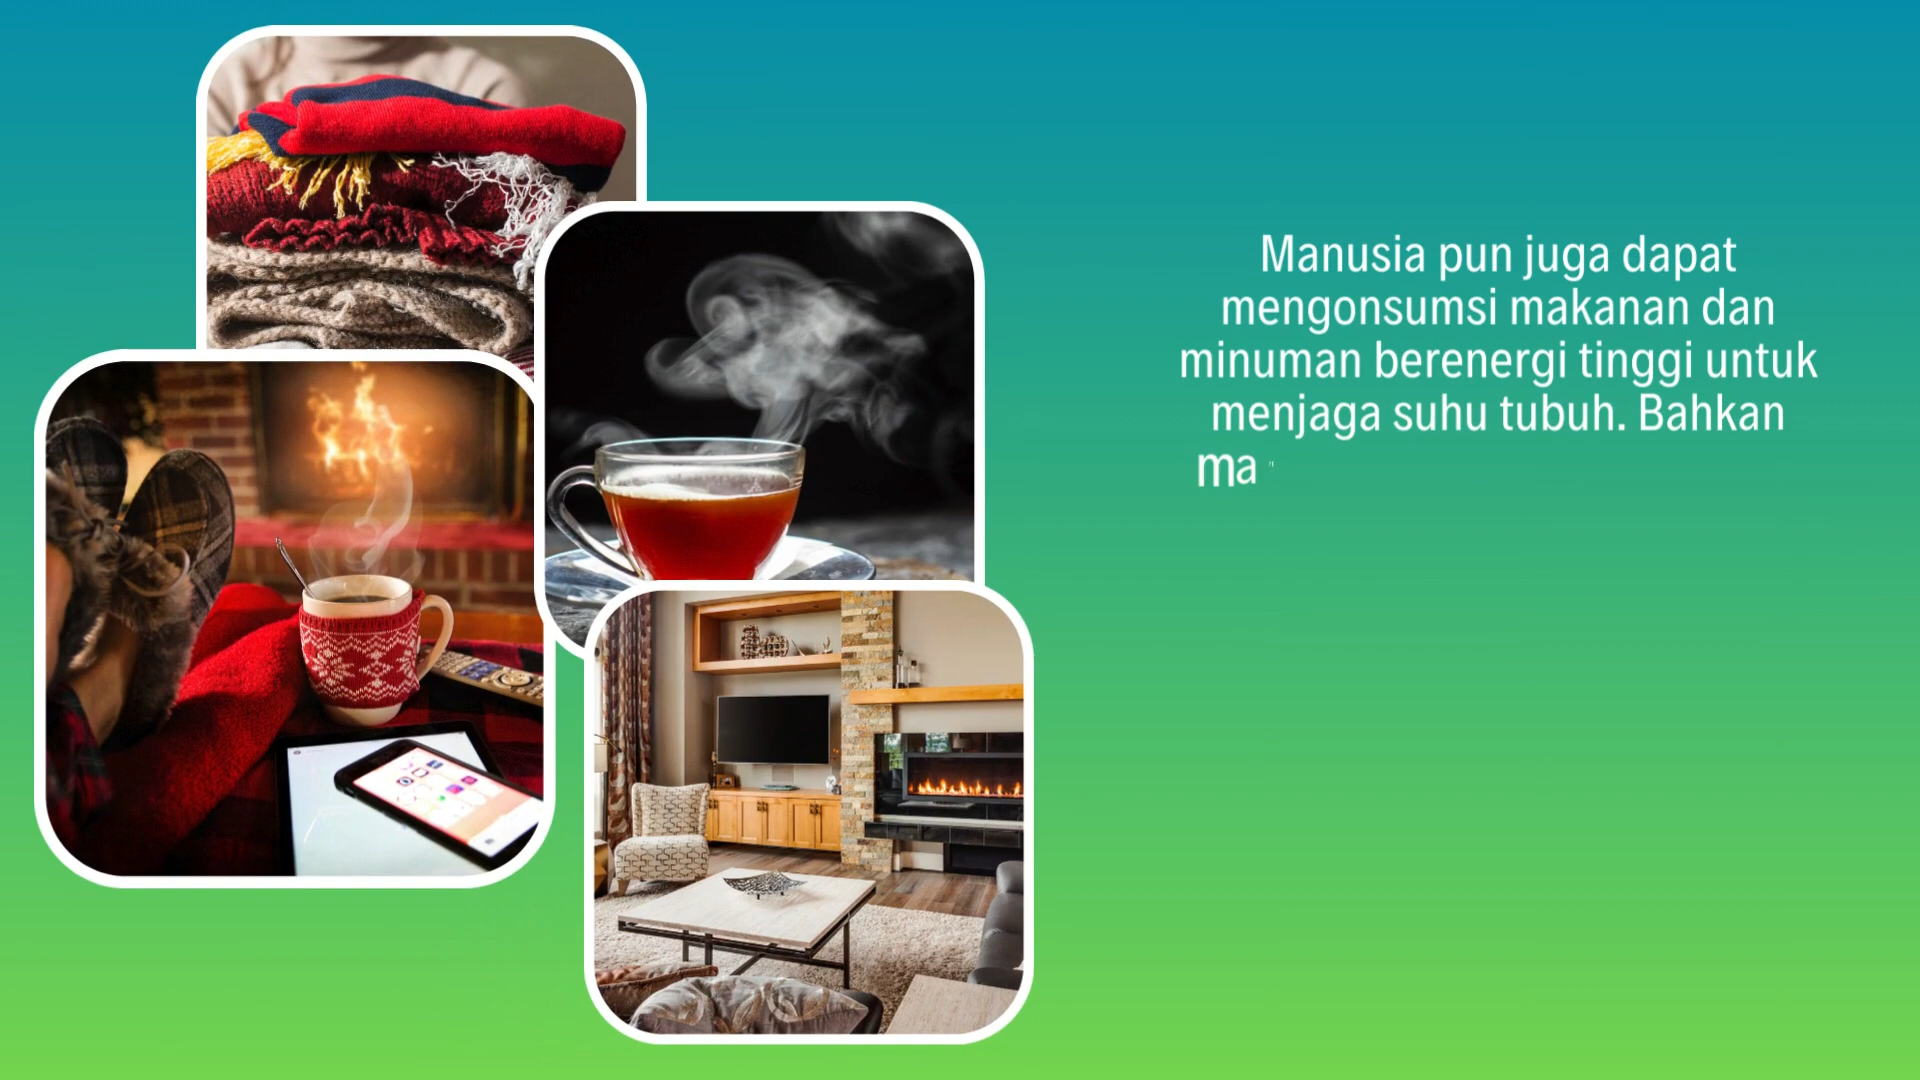 Manusia pun juga dapat
mengonsumsi makanan dan
minuman berenergi tinggi untuk
menjaga suhu tubuh. Bahkan
ma